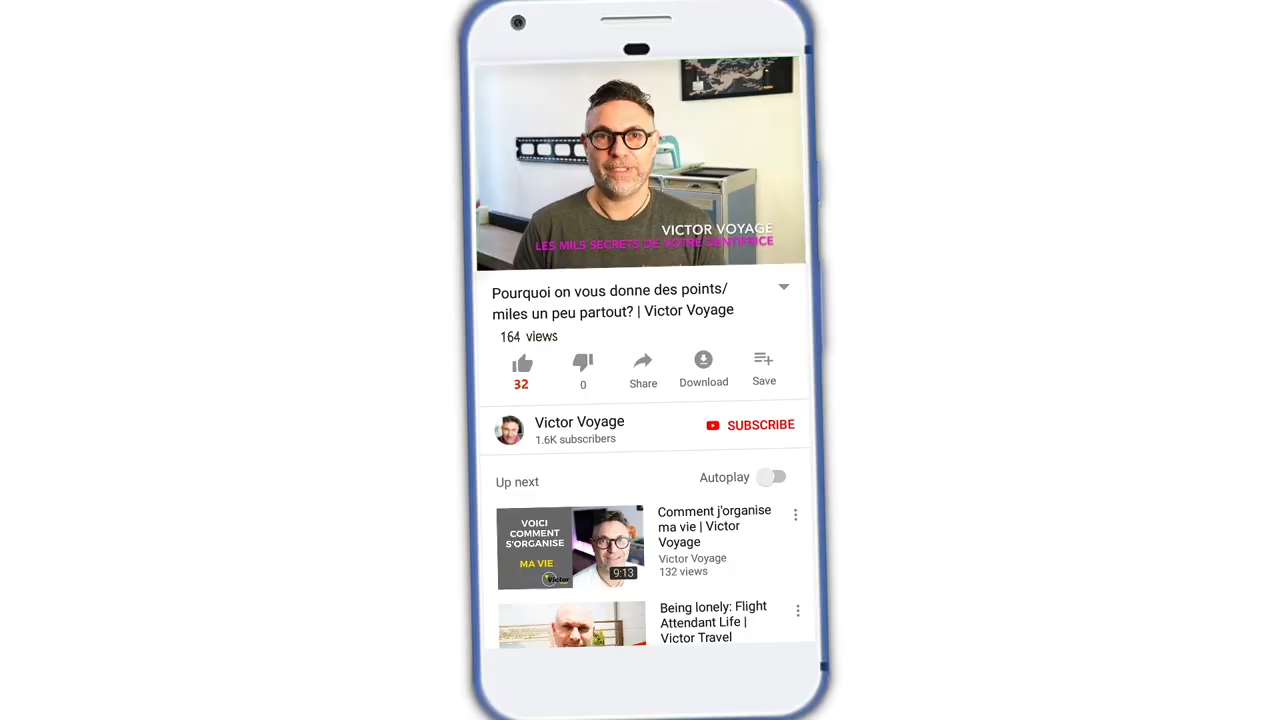 VICTOR VOYAGE
LES MILS SECRETS DE VOTRE DENTIFRICE
Pourquoi on vous donne des points/
miles un peu partout? | Victor Voyage
164 views
32
0
Share
Download
Save
Victor Voyage
1.6K subscribers
SUBSCRIBE
Up next
Autoplay
VOICI
COMMENT
S'ORGANISE
MA VIE
Victor
9:13
Comment j'organise
ma vie | Victor
Voyage
Victor Voyage
132 views
Being lonely: Flight
Attendant Life |
Victor Travel